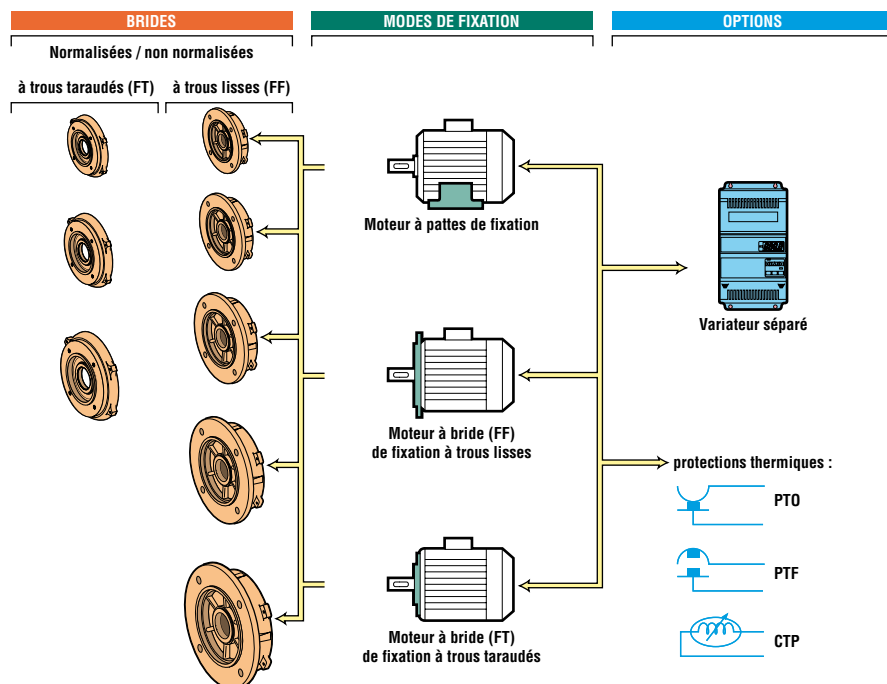 BRIDES
MODES DE FIXATION
OPTIONS
Normalisées / non normalisées
à trous taraudés (FT)
à trous lisses (FF)
Moteur à pattes de fixation
Variateur séparé
Moteur à bride (FF)
de fixation à trous lisses
protections thermiques :
PTO
PTF
CTP
Moteur à bride (FT)
de fixation à trous taraudés